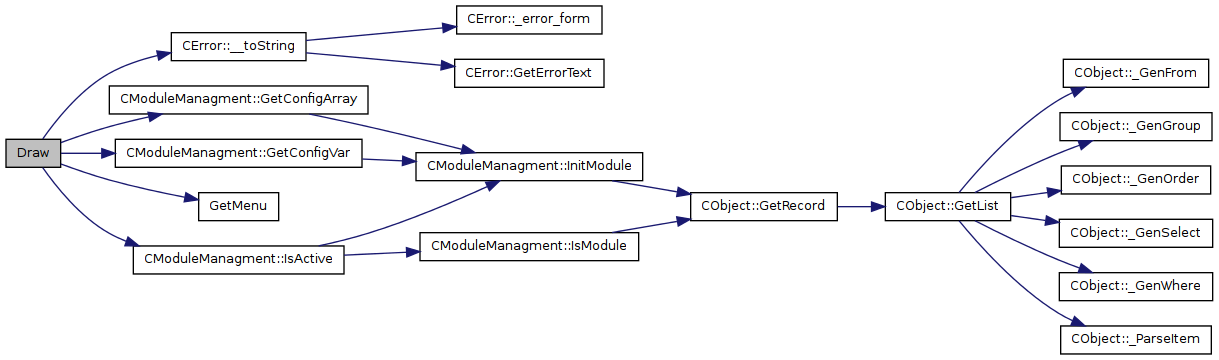 Draw
CError::__toString
CModuleManagment::GetConfigArray
CModuleManagment::GetConfigVar
GetMenu
CModuleManagment::IsActive
CError::_error_form
CError::GetErrorText
CModuleManagment::InitModule
CModuleManagment::IsModule
CObject::GetRecord
CObject::GetList
CObject::_GenFrom
CObject::_GenGroup
CObject::_GenOrder
CObject::_GenSelect
CObject::_GenWhere
CObject::_ParseItem